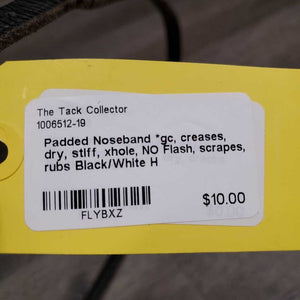 The Tack Collector
1006512-19
Padded Noseband *gc, creases,
dry, stiff, xhole, NO Flash, scrapes,
rubs Black/White H
$10.00
FLYBXZ